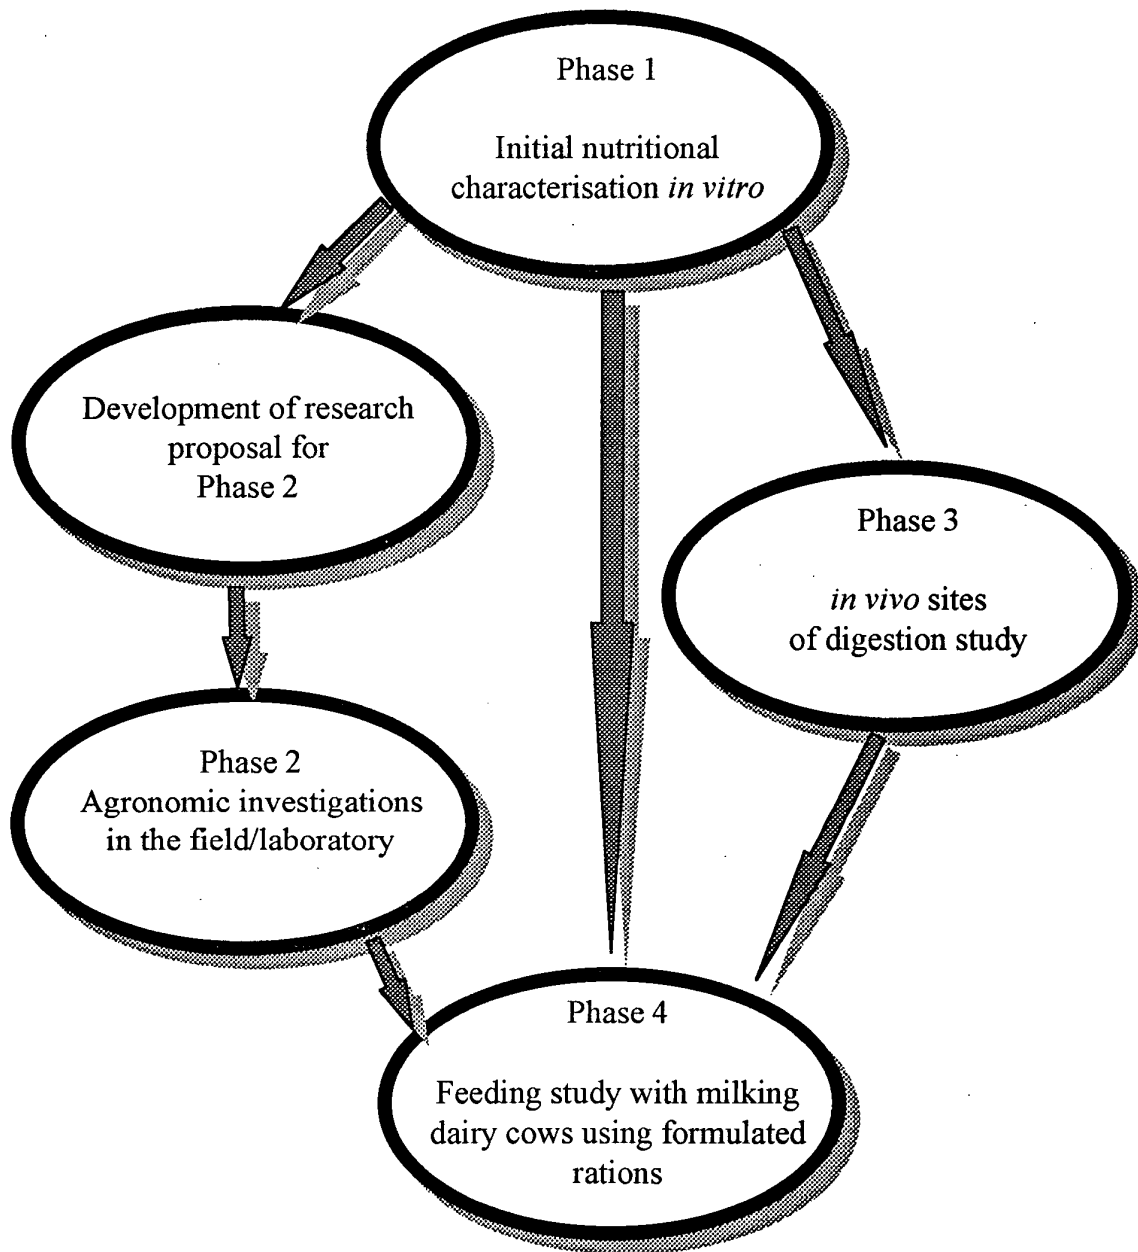 Phase 1
Initial nutritional
characterisation in vitro
Development of research
proposal for
Phase 2
Phase 3
in vivo sites
of digestion study
Phase 2
Agronomic investigations
in the field/laboratory
Phase 4
Feeding study with milking
dairy cows using formulated
rations